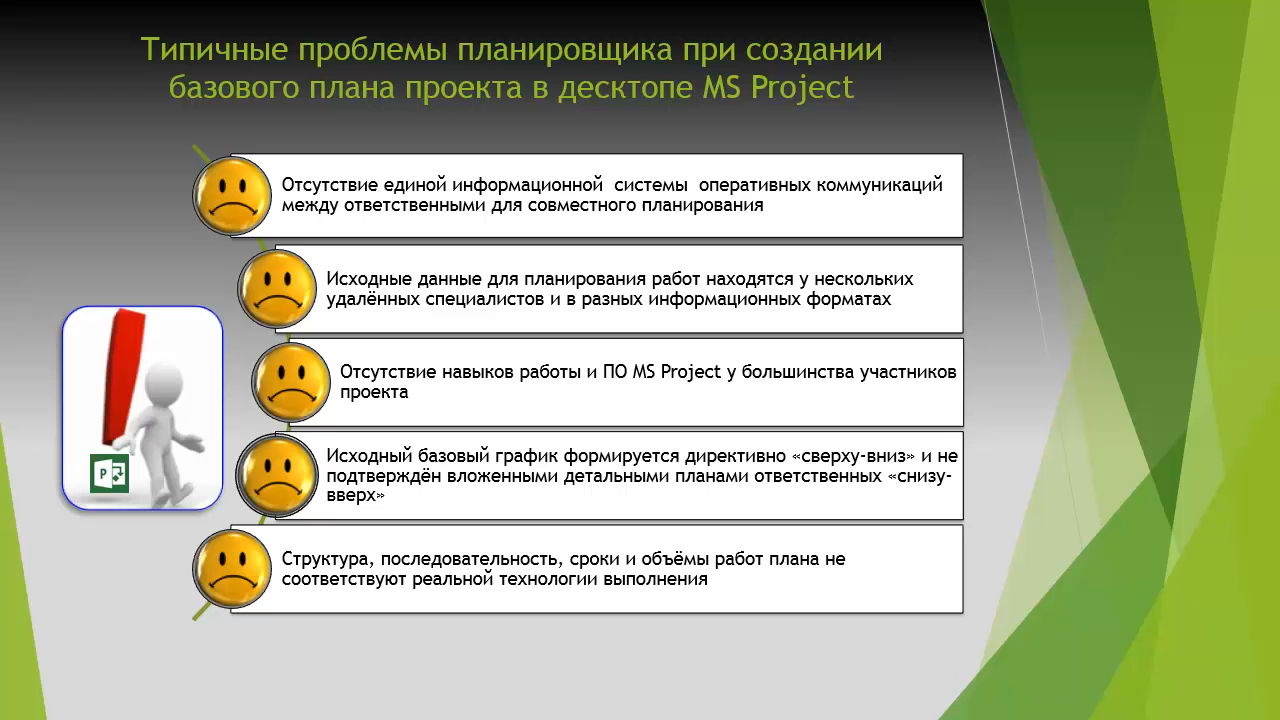 Типичные проблемы планировщика при создании
базового плана проекта в десктопе MS Project
Отсутствие единой информационной системы оперативных коммуникаций
между ответственными для совместного планирования
Исходные данные для планирования работ находятся у нескольких
удалённых специалистов и в разных информационных форматах
Отсутствие навыков работы и ПО MS Project у большинства участников
проекта
Исходный базовый график формируется директивно «сверху-вниз» и не
подтверждён вложенными детальными планами ответственных «снизу-
вверх»
Структура, последовательность, сроки и объёмы работ плана не
соответствуют реальной технологии выполнения
P